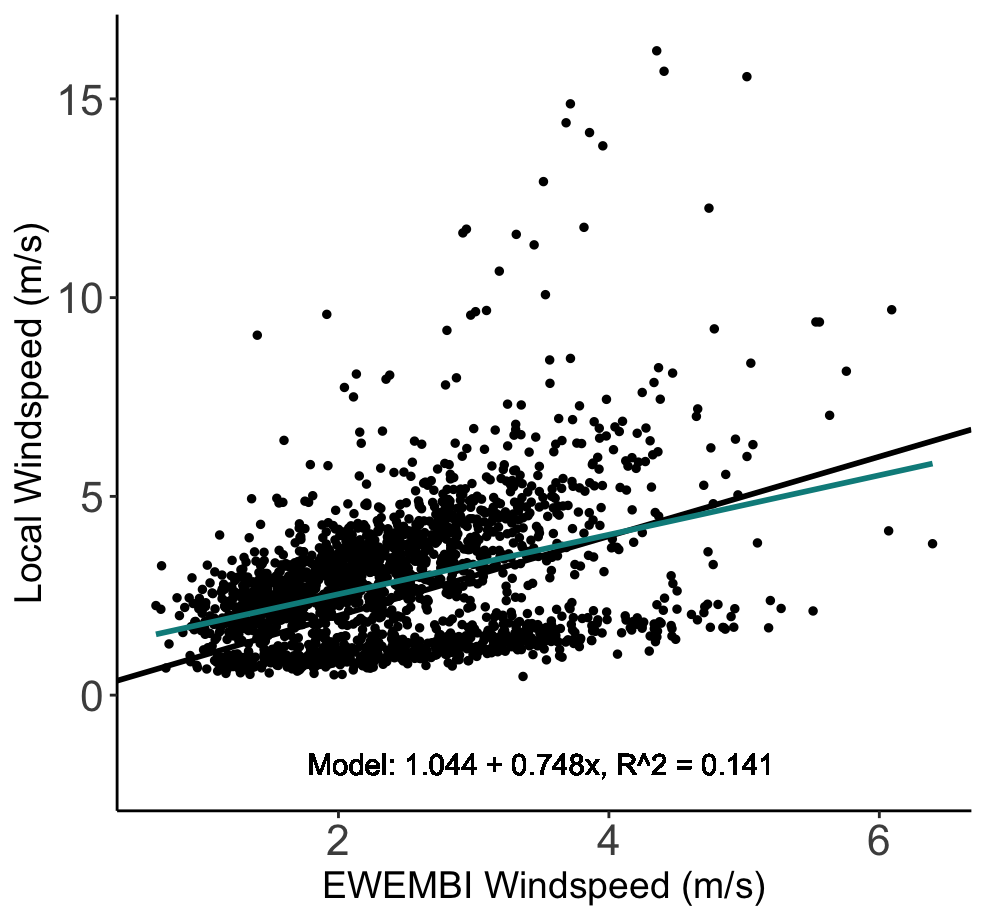 15
10
5
0
Local Windspeed (m/s)
Model: 1.044 + 0.748x, R^2 = 0.141
2 4 6
EWEMBI Windspeed (m/s)